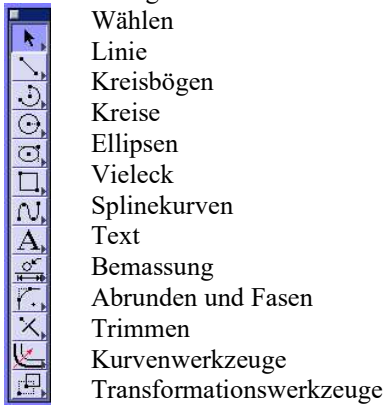 Wählen
Linie
Kreisbögen
Kreise
Ellipsen
Vieleck
Splinekurven
A Text
Bemassung
Abrunden und Fasen
Trimmen
Kurvenwerkzeuge
Transformationswerkzeuge